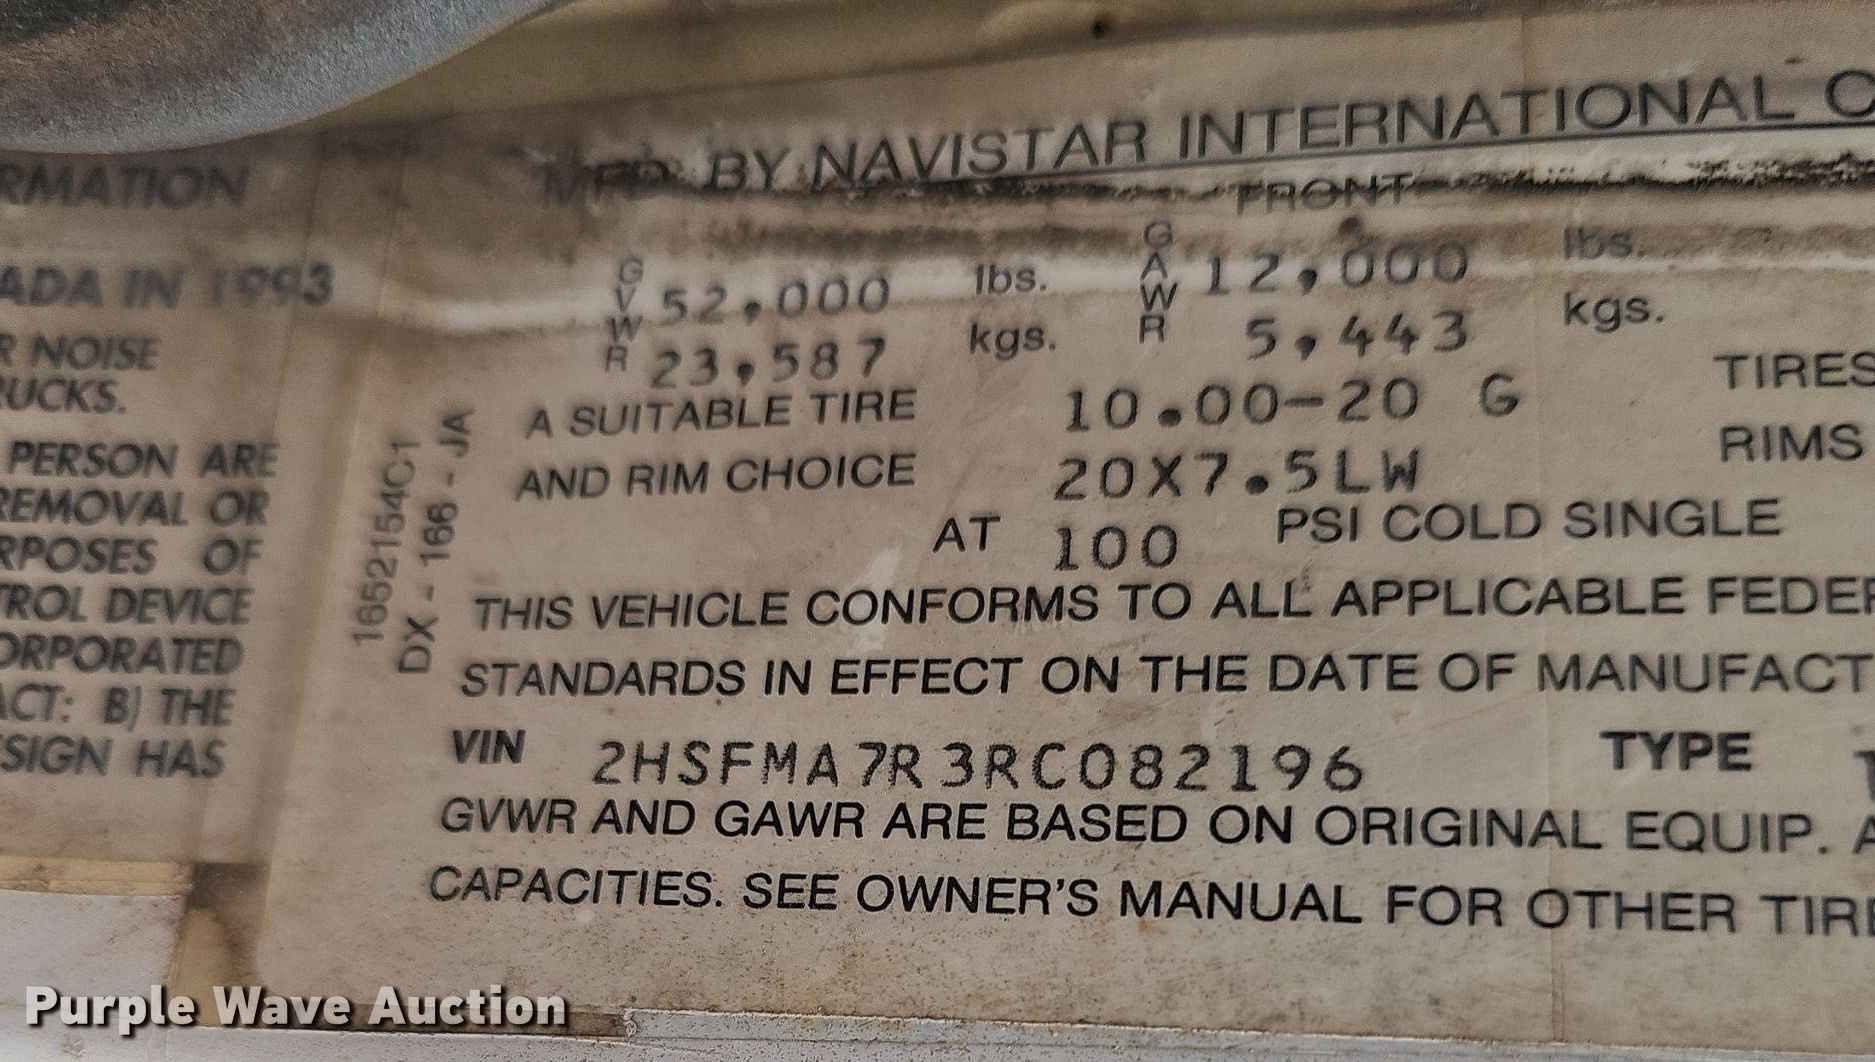 RMATION
ADA IN 1993
R NOISE
RUCKS.
PERSON ARE
REMOVAL OR
RPOSES OF
TROL DEVICE
ORPORATED
ACT: B) THE
SIGN HAS
1652154C1
DX - 166 - JA
MFD BY NAVISTAR INTERNATIONAL C
FRONT
GVWR 52,000 lbs. GAWR 12,000 lbs.
23,587 kgs. 5,443 kgs.
A SUITABLE TIRE 10.00-20 G TIRES
AND RIM CHOICE 20X7.5LW RIMS
AT 100 PSI COLD SINGLE
THIS VEHICLE CONFORMS TO ALL APPLICABLE FEDER
STANDARDS IN EFFECT ON THE DATE OF MANUFACT
VIN 2HSFMA7R3RC082196 TYPE
GVWR AND GAWR ARE BASED ON ORIGINAL EQUIP. A
CAPACITIES. SEE OWNER'S MANUAL FOR OTHER TIRE
Purple Wave Auction